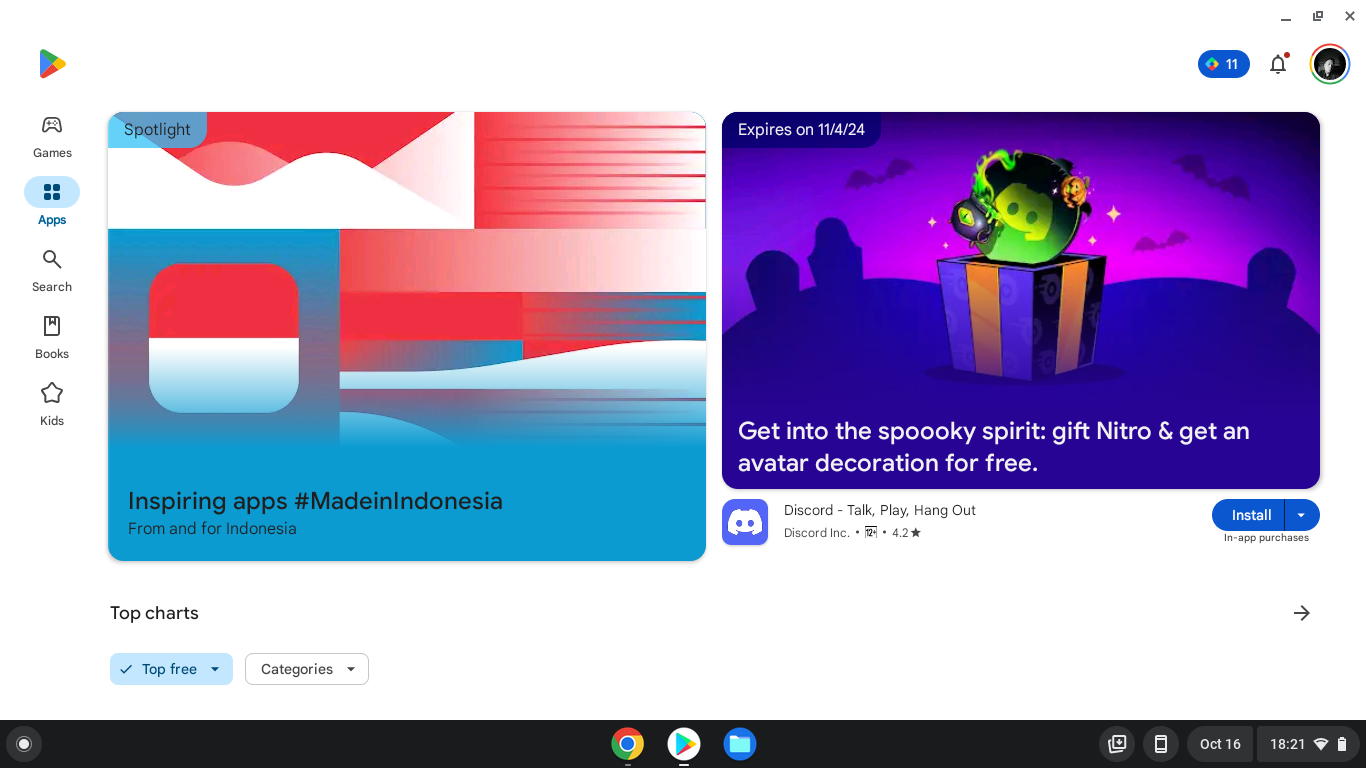 11
Games
Apps
Search
Books
Kids
Spotlight
Inspiring apps #MadeinIndonesia
From and for Indonesia
Expires on 11/4/24
Get into the spoooky spirit: gift Nitro & get an
avatar decoration for free.
Discord - Talk, Play, Hang Out
Discord Inc. • 12+ • 4.2★
Install
In-app purchases
Top charts
Top free
Categories
Oct 16
18:21